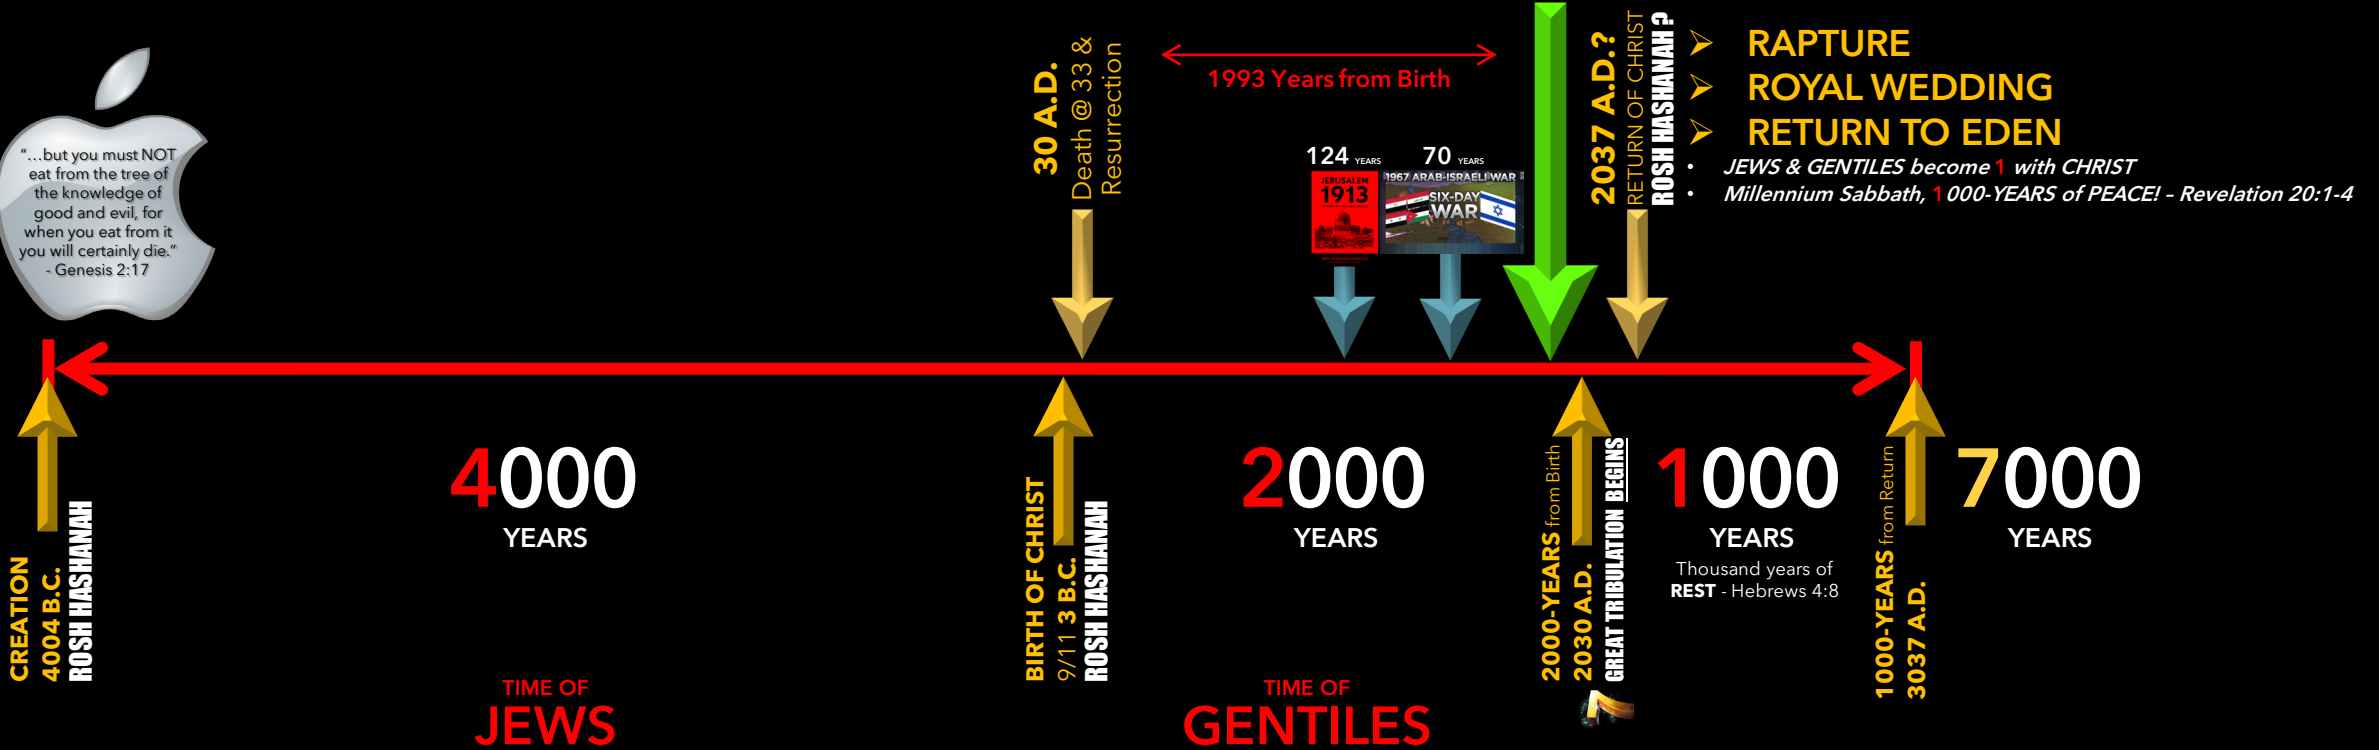 “...but you must NOT
eat from the tree of
the knowledge of
good and evil, for
when you eat from it
you will certainly die.”
- Genesis 2:17
30 A.D.
Death @ 33 &
Resurrection
1993 Years from Birth
124 YEARS
70 YEARS
JERUSALEM
1913
1967 ARAB-ISRAELI WAR
SIX-DAY
WAR
2037 A.D.?
RETURN OF CHRIST
ROSH HASHANAH ?
RAPTURE
ROYAL WEDDING
RETURN TO EDEN
JEWS & GENTILES become 1 with CHRIST
Millennium Sabbath, 1000-YEARS of PEACE! – Revelation 20:1-4
CREATION
4004 B.C.
ROSH HASHANAH
4000
YEARS
TIME OF
JEWS
BIRTH OF CHRIST
9/11 3 B.C.
ROSH HASHANAH
2000
YEARS
TIME OF
GENTILES
2000-YEARS from Birth
2030 A.D.
GREAT TRIBULATION BEGINS
7
1000
YEARS
Thousand years of
REST - Hebrews 4:8
1000-YEARS from Return
3037 A.D.
7000
YEARS